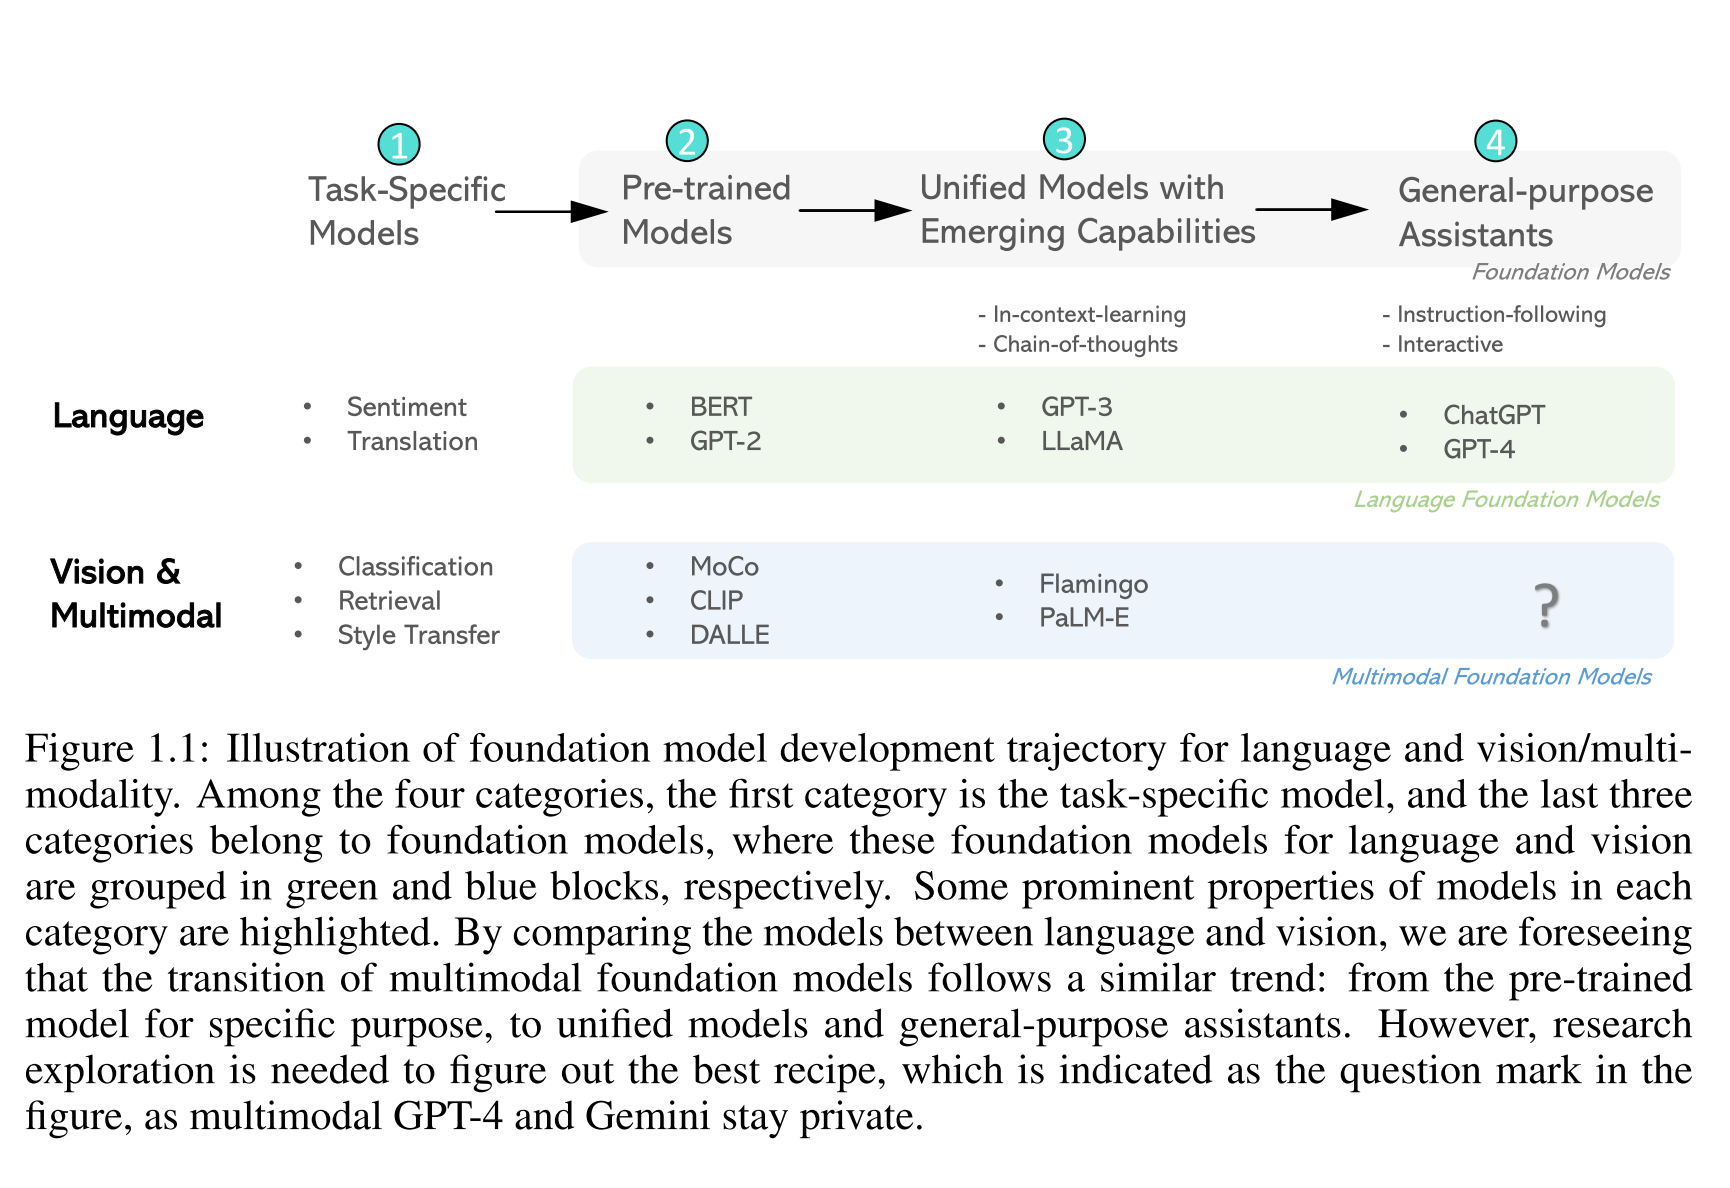 1
2
3
4
Task-Specific
Models
Pre-trained
Models
Unified Models with
Emerging Capabilities
General-purpose
Assistants
Foundation Models
- In-context-learning
- Chain-of-thoughts
- Instruction-following
- Interactive
Language
• Sentiment
• Translation
• BERT
• GPT-2
• GPT-3
• LLaMA
• ChatGPT
• GPT-4
Language Foundation Models
Vision &
Multimodal
• Classification
• Retrieval
• Style Transfer
• MoCo
• CLIP
• DALLE
• Flamingo
• PaLM-E
?
Multimodal Foundation Models
Figure 1.1: Illustration of foundation model development trajectory for language and vision/multi-
modality. Among the four categories, the first category is the task-specific model, and the last three
categories belong to foundation models, where these foundation models for language and vision
are grouped in green and blue blocks, respectively. Some prominent properties of models in each
category are highlighted. By comparing the models between language and vision, we are foreseeing
that the transition of multimodal foundation models follows a similar trend: from the pre-trained
model for specific purpose, to unified models and general-purpose assistants. However, research
exploration is needed to figure out the best recipe, which is indicated as the question mark in the
figure, as multimodal GPT-4 and Gemini stay private.